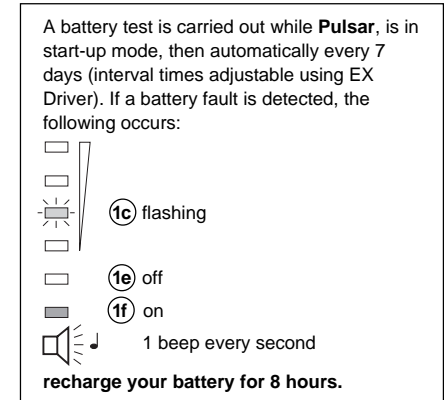 A battery test is carried out while Pulsar, is in
start-up mode, then automatically every 7
days (interval times adjustable using EX
Driver). If a battery fault is detected, the
following occurs:
1c flashing
1e off
1f on
1 beep every second
recharge your battery for 8 hours.